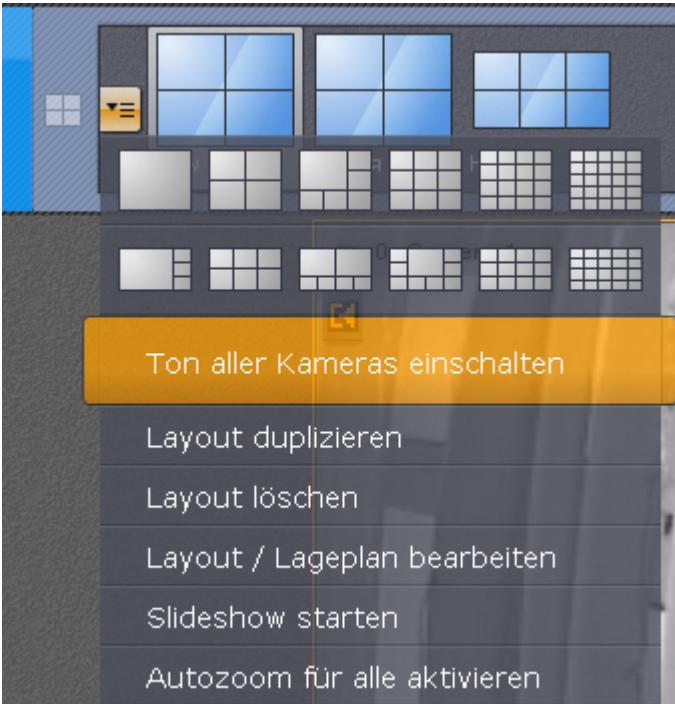 Ton aller Kameras einschalten
Layout duplizieren
Layout löschen
Layout / Lageplan bearbeiten
Slideshow starten
Autozoom für alle aktivieren